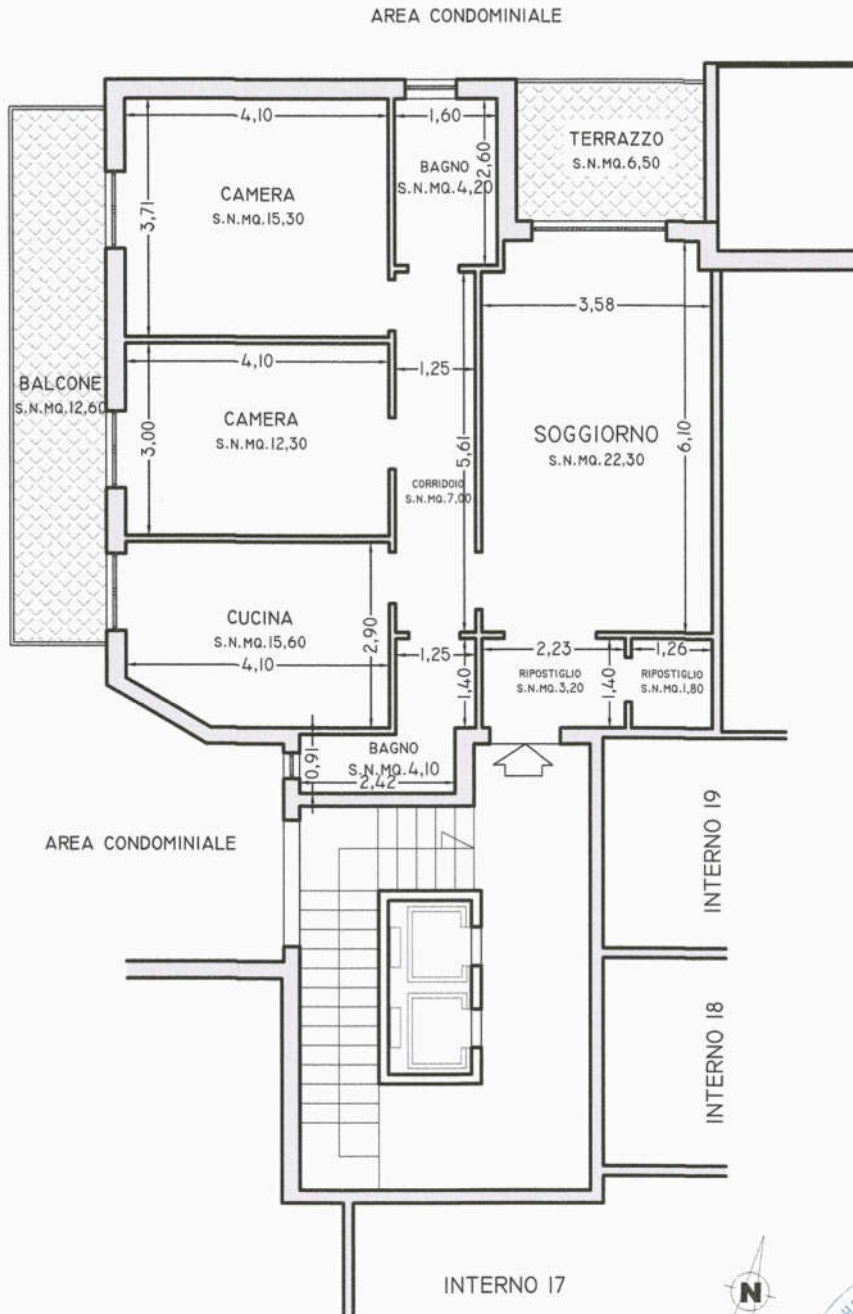 AREA CONDOMINIALE
4,10
1,60
TERRAZZO
S.N.MQ.6,50
BAGNO
S.N.MQ.4,20
2,60
CAMERA
S.N.MQ.15,30
3,71
3,58
BALCONE
S.N.MQ.12,60
4,10
1,25
CAMERA
S.N.MQ.12,30
3,00
SOGGIORNO
S.N.MQ.22,30
6,10
5,61
CORRIDOIO
S.N.MQ.7,00
CUCINA
S.N.MQ.15,60
2,90
4,10
1,25
1,40
2,23
1,26
RIPOSTIGLIO
S.N.MQ.3,20
1,40
RIPOSTIGLIO
S.N.MQ.1,80
BAGNO
S.N.MQ.4,10
0,91
2,42
AREA CONDOMINIALE
INTERNO 19
INTERNO 18
INTERNO 17
N